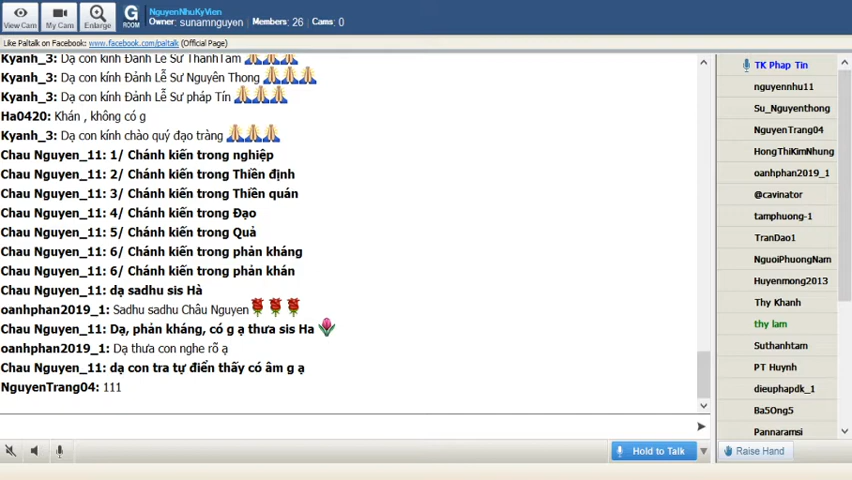 View Cam
My Cam
Enlarge
G
ROOM
NguyenNhuKyVien
Owner: sunamnguyen Members: 26 Cams: 0
Like Paltalk on Facebook: www.facebook.com/paltalk (Official Page)
Kyanh_3: Dạ con kính Đảnh Lễ Sư ThanhTâm
Kyanh_3: Dạ con kính Đảnh Lễ Sư Nguyên Thong
Kyanh_3: Dạ con kính Đảnh Lễ Sư pháp Tín
Ha0420: Khán , không có g
Kyanh_3: Dạ con kính chào quý đạo tràng
Chau Nguyen_11: 1/ Chánh kiến trong nghiệp
Chau Nguyen_11: 2/ Chánh kiến trong Thiền định
Chau Nguyen_11: 3/ Chánh kiến trong Thiền quán
Chau Nguyen_11: 4/ Chánh kiến trong Đạo
Chau Nguyen_11: 5/ Chánh kiến trong Quả
Chau Nguyen_11: 6/ Chánh kiến trong phản kháng
Chau Nguyen_11: 6/ Chánh kiến trong phản khán
Chau Nguyen_11: dạ sadhu sis Hà
oanhphan2019_1: Sadhu sadhu Châu Nguyen
Chau Nguyen_11: Dạ, phản kháng, có g ạ thưa sis Ha
oanhphan2019_1: Dạ thưa con nghe rõ ạ
Chau Nguyen_11: dạ con tra tự điển thấy có âm g ạ
NguyenTrang04: 111
Hold to Talk
TK Phap Tin
nguyennhu11
Su_Nguyenthong
NguyenTrang04
HongThiKimNhung
oanhphan2019_1
@cavinator
tamphuong-1
TranDao1
NguoiPhuongNam
Huyenmong2013
Thy Khanh
thy lam
Suthanhtam
PT Huynh
dieuphapdk_1
Ba5Ong5
Pannaramsi
Raise Hand